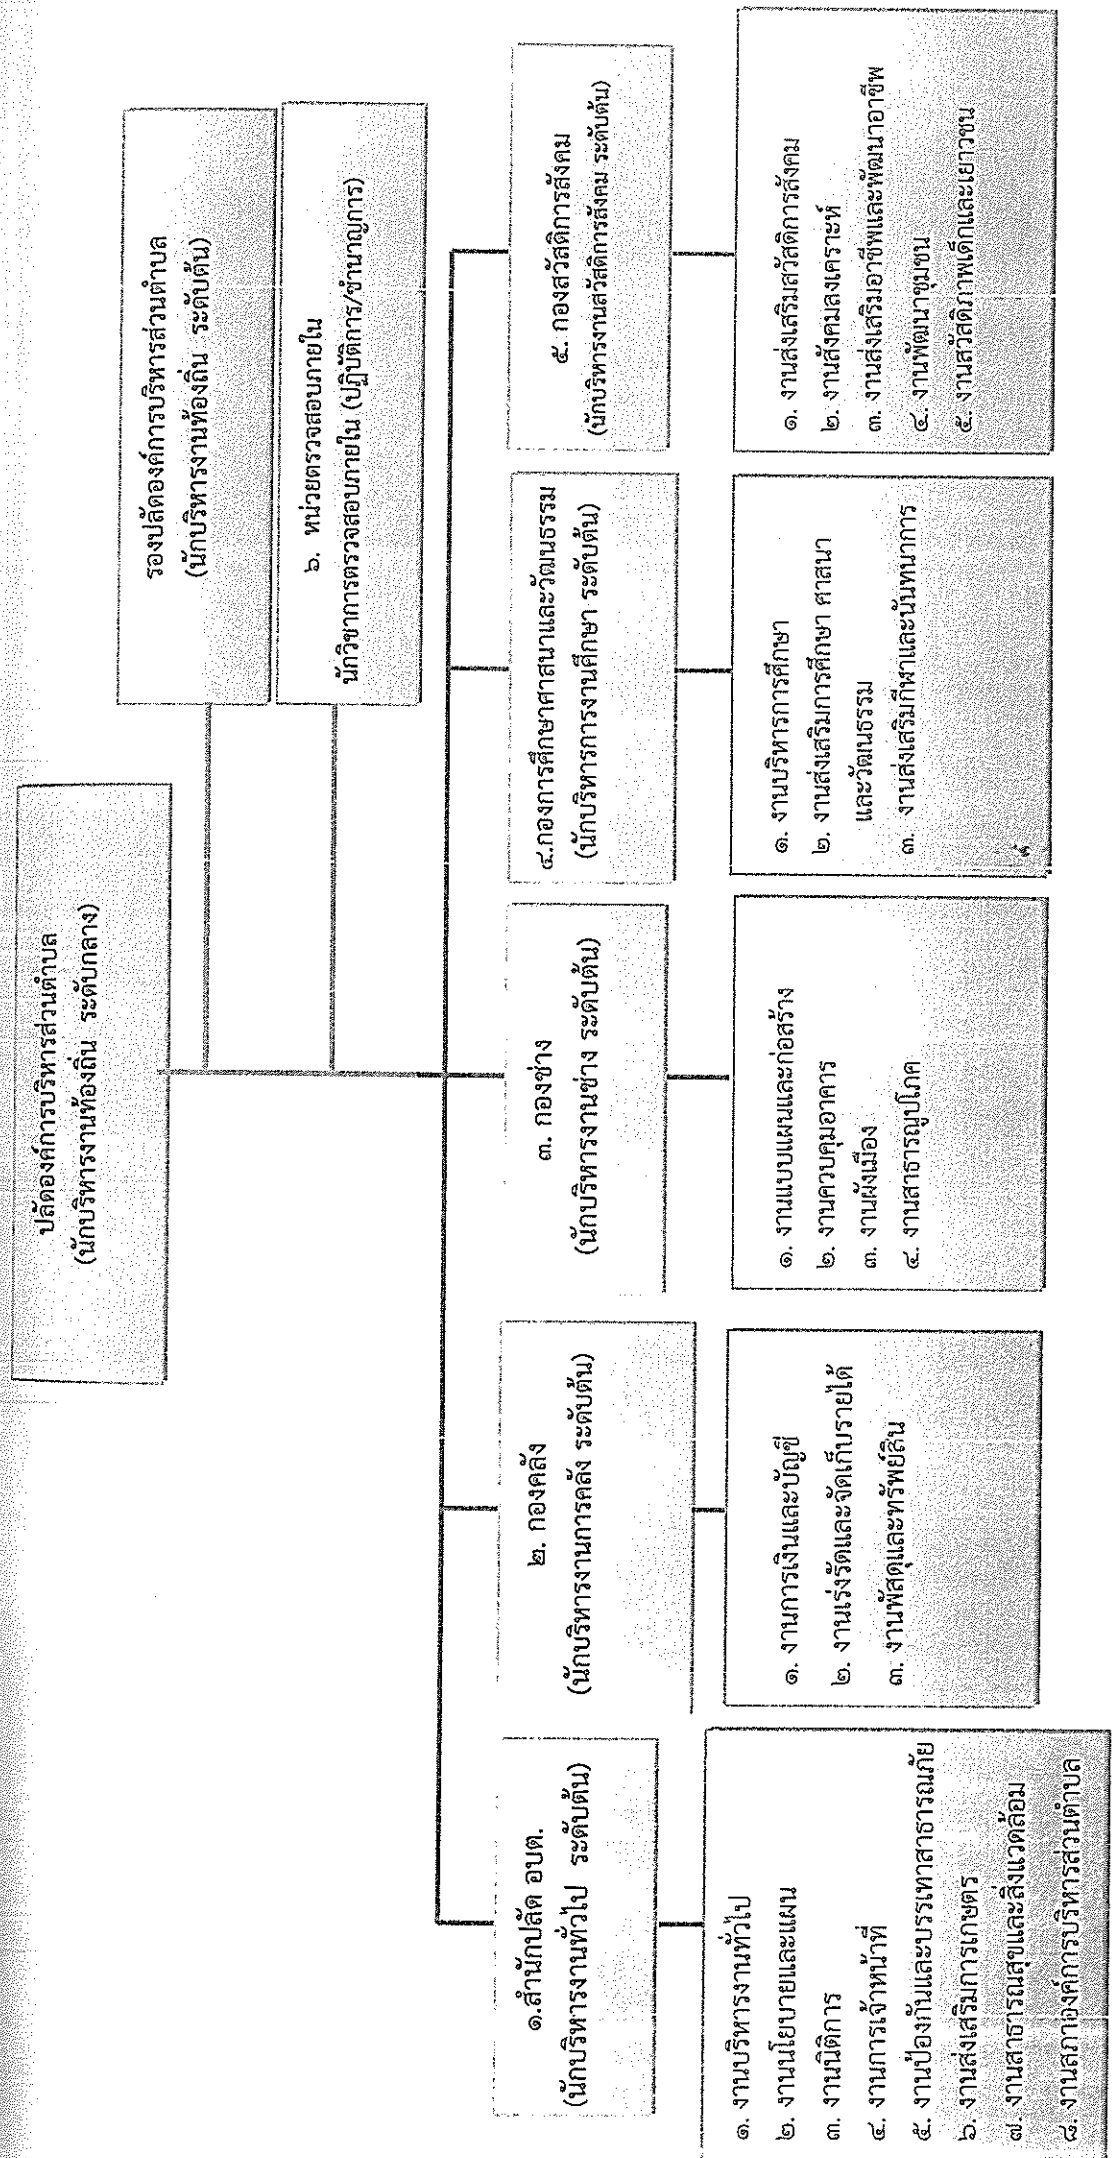 ปลัดองค์การบริหารส่วนตำบล
(นักบริหารงานท้องถิ่น ระดับกลาง)
รองปลัดองค์การบริหารส่วนตำบล
(นักบริหารงานท้องถิ่น ระดับต้น)
๖. หน่วยตรวจสอบภายใน
นักวิชาการตรวจสอบภายใน (ปฏิบัติการ/ชำนาญการ)
๑.สำนักปลัด อบต.
(นักบริหารงานทั่วไป ระดับต้น)
๒. กองคลัง
(นักบริหารงานการคลัง ระดับต้น)
๓. กองช่าง
(นักบริหารงานช่าง ระดับต้น)
๔.กองการศึกษาศาสนาและวัฒนธรรม
(นักบริหารการงานศึกษา ระดับต้น)
๕. กองสวัสดิการสังคม
(นักบริหารงานสวัสดิการสังคม ระดับต้น)
๑. งานบริหารงานทั่วไป
๒. งานนโยบายและแผน
๓. งานนิติการ
๔. งานการเจ้าหน้าที่
๕. งานป้องกันและบรรเทาสาธารณภัย
๖. งานส่งเสริมการเกษตร
๗. งานสาธารณสุขและสิ่งแวดล้อม
๘. งานสภาองค์การบริหารส่วนตำบล
๑. งานการเงินและบัญชี
๒. งานเร่งรัดและจัดเก็บรายได้
๓. งานพัสดุและทรัพย์สิน
๑. งานแบบแผนและก่อสร้าง
๒. งานควบคุมอาคาร
๓. งานผังเมือง
๔. งานสาธารณูปโภค
๑. งานบริหารการศึกษา
๒. งานส่งเสริมการศึกษา ศาสนา
และวัฒนธรรม
๓. งานส่งเสริมกีฬาและนันทนาการ
๑. งานส่งเสริมสวัสดิการสังคม
๒. งานสังคมสงเคราะห์
๓. งานส่งเสริมอาชีพและพัฒนาอาชีพ
๔. งานพัฒนาชุมชน
๕. งานสวัสดิภาพเด็กและเยาวชน